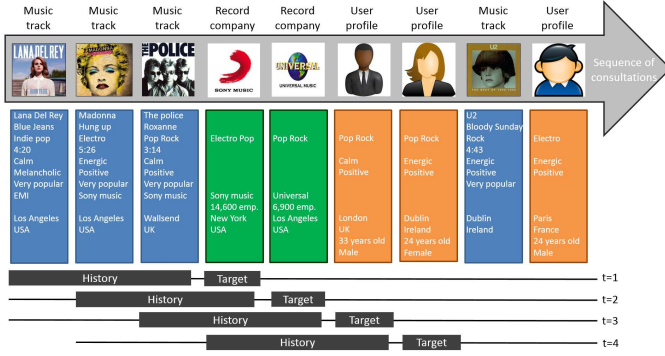 Music track
Music track
Music track
Record company
Record company
User profile
User profile
Music track
User profile
LANA DEL REY
MADONNA
THE POLICE
SONY MUSIC
UNIVERSAL
UNIVERSAL MUSIC
U2
Sequence of consultations
Lana Del Rey
Blue Jeans
Indie pop
4:20
Calm
Melancholic
Very popular
EMI
Los Angeles
USA
Madonna
Hung up
Electro
5:26
Energic
Positive
Very popular
Sony music
Los Angeles
USA
The police
Roxanne
Pop Rock
3:14
Calm
Positive
Very popular
Sony music
Wallsend
UK
Electro Pop
Sony music
14,600 emp.
New York
USA
Pop Rock
Universal
6,900 emp.
Los Angeles
USA
Pop Rock
Calm
Positive
London
UK
33 years old
Male
Pop Rock
Energic
Positive
Dublin
Ireland
24 years old
Female
U2
Bloody Sunday
Rock
4:43
Energic
Positive
Very popular
Dublin
Ireland
Electro
Energic
Positive
Paris
France
24 years old
Male
History Target t=1
History Target t=2
History Target t=3
History Target t=4